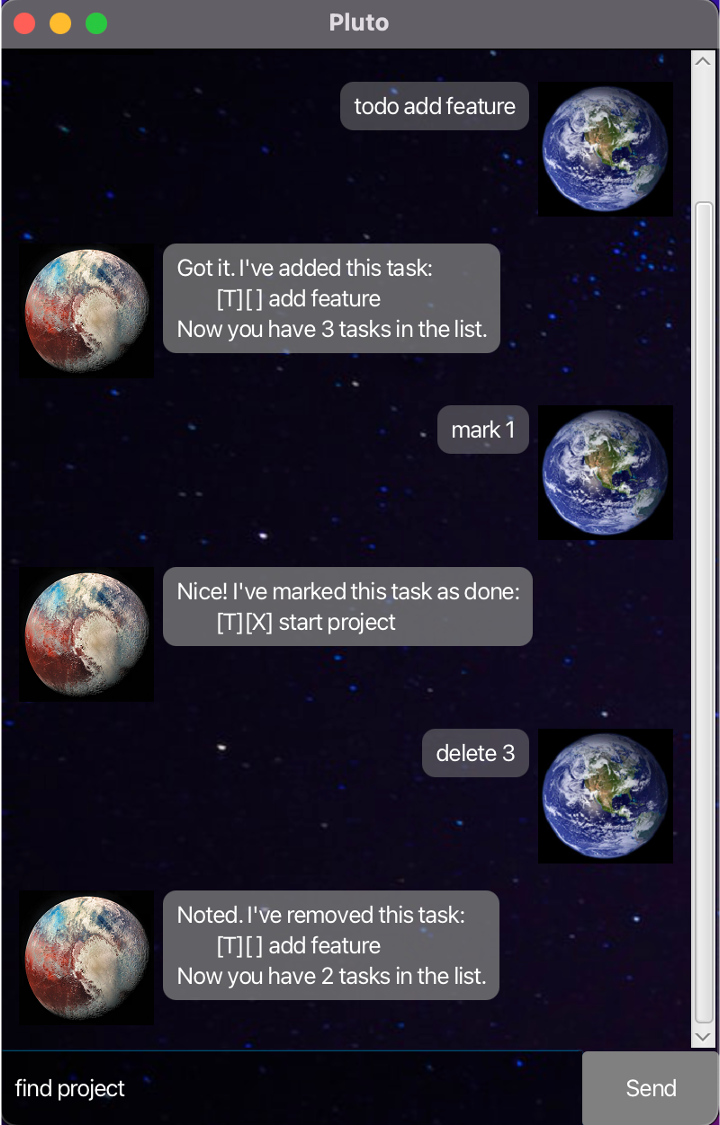 Pluto
todo add feature
Got it. I've added this task:
[T][ ] add feature
Now you have 3 tasks in the list.
mark 1
Nice! I've marked this task as done:
[T][X] start project
delete 3
Noted. I've removed this task:
[T][ ] add feature
Now you have 2 tasks in the list.
find project
Send